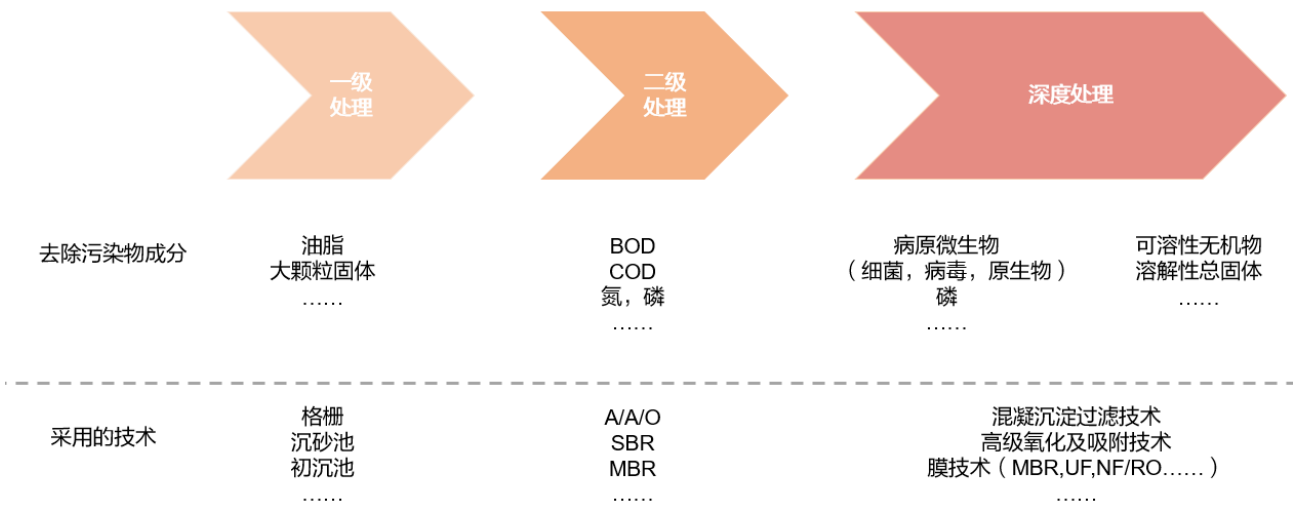 一级
处理
二级
处理
深度处理
去除污染物成分
油脂
大颗粒固体
……
BOD
COD
氮，磷
……
病原微生物
（细菌，病毒，原生物）
磷
……
可溶性无机物
溶解性总固体
……
采用的技术
格栅
沉砂池
初沉池
……
A/A/O
SBR
MBR
……
混凝沉淀过滤技术
高级氧化及吸附技术
膜技术（MBR,UF,NF/RO……）
……